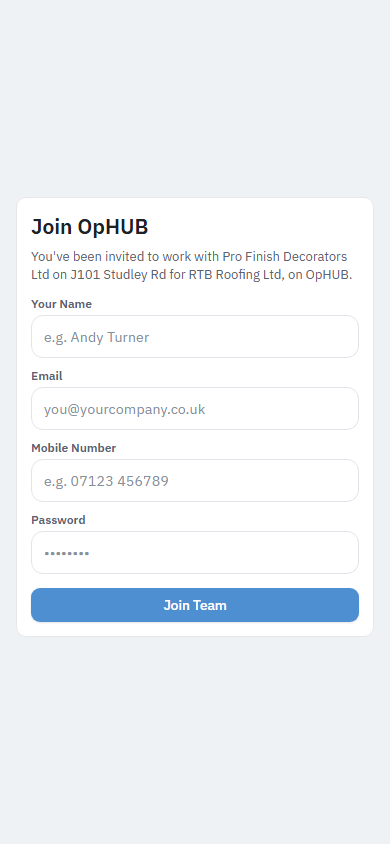 Join OpHUB
You've been invited to work with Pro Finish Decorators
Ltd on J101 Studley Rd for RTB Roofing Ltd, on OpHUB.
Your Name
e.g. Andy Turner
Email
you@yourcompany.co.uk
Mobile Number
e.g. 07123 456789
Password
••••••••
Join Team